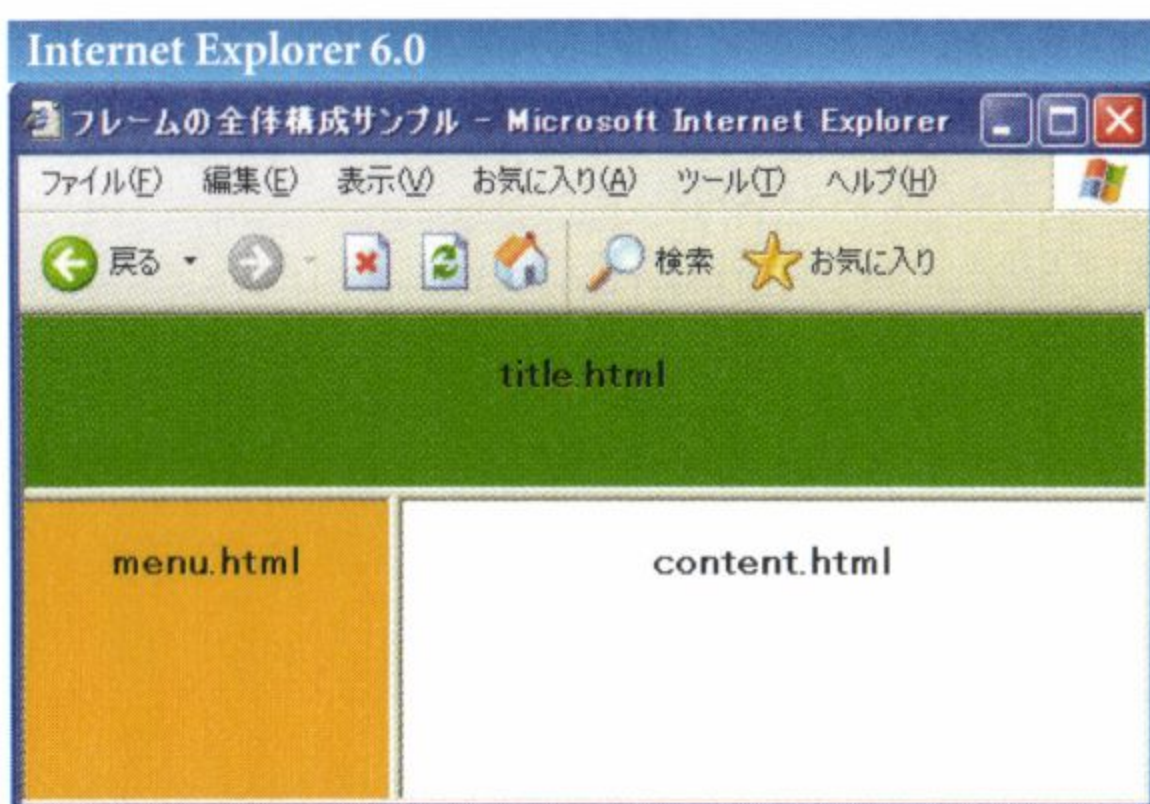 Internet Explorer 6.0
フレームの全体構成サンプル - Microsoft Internet Explorer
ファイル(F) 編集(E) 表示(V) お気に入り(A) ツール(T) ヘルプ(H)
戻る 検索 お気に入り
title.html
menu.html content.html